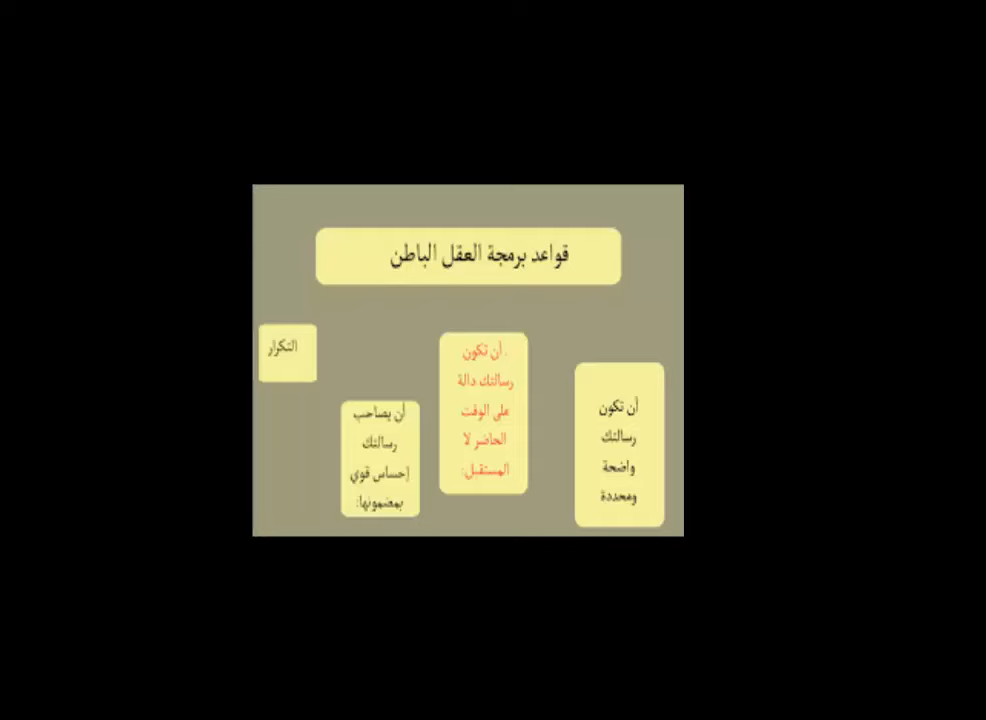 قواعد برمجة العقل الباطن
أن تكون
رسالتك
واضحة
ومحددة
. أن تكون
رسالتك دالة
على الوقت
الحاضر لا
المستقبل:
أن يصاحب
رسالتك
إحساس قوي
بمضمونها:
التكرار